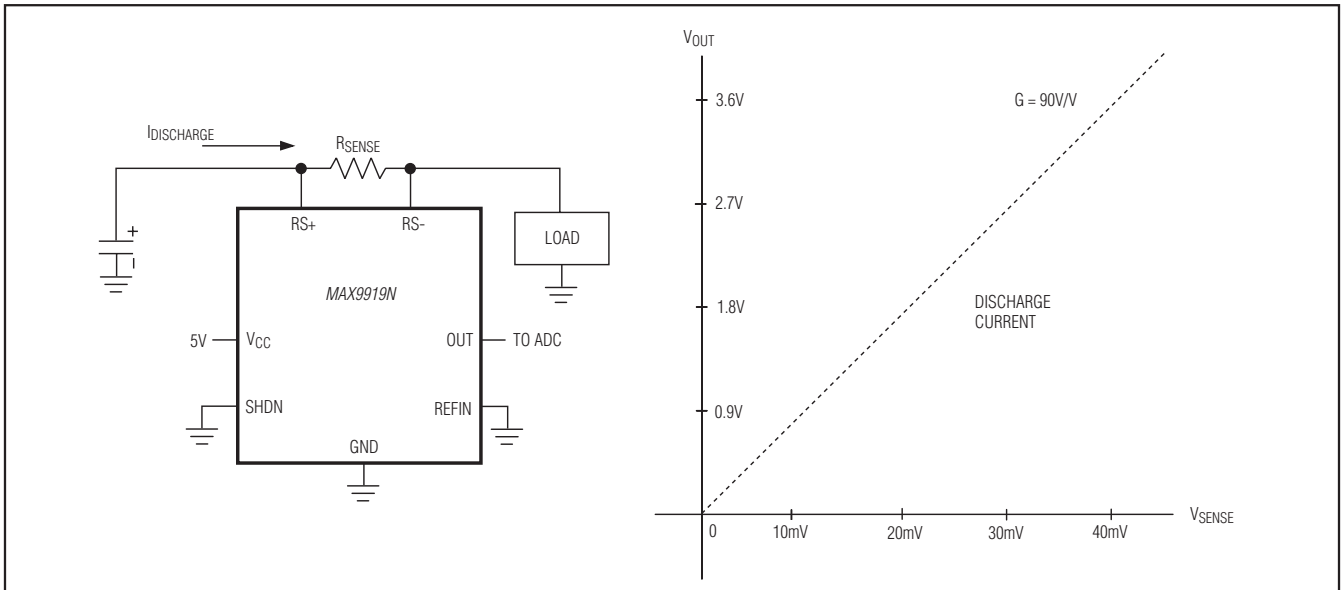 IDISCHARGE
RSENSE
+
RS+ RS-
LOAD
MAX9919N
5V VCC OUT TO ADC
SHDN REFIN
GND
VOUT
3.6V
G = 90V/V
2.7V
1.8V
DISCHARGE
CURRENT
0.9V
VSENSE
0 10mV 20mV 30mV 40mV